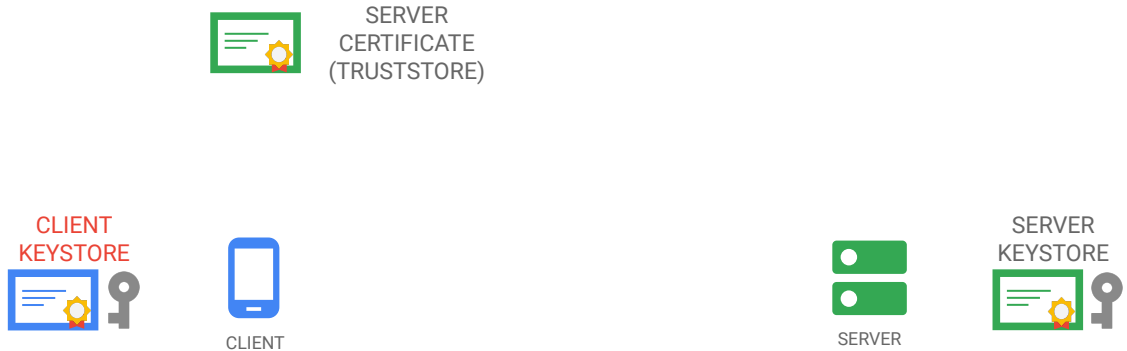 SERVER
CERTIFICATE
(TRUSTSTORE)
CLIENT
KEYSTORE
CLIENT
SERVER
SERVER
KEYSTORE